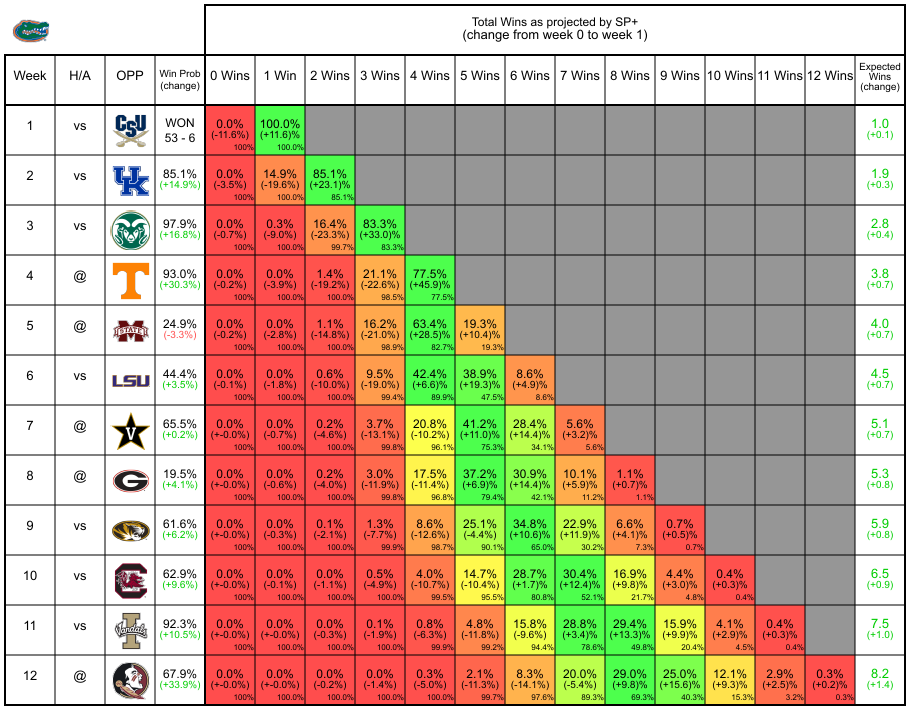 Total Wins as projected by SP+
(change from week 0 to week 1)
Week H/A OPP Win Prob (change) 0 Wins 1 Win 2 Wins 3 Wins 4 Wins 5 Wins 6 Wins 7 Wins 8 Wins 9 Wins 10 Wins 11 Wins 12 Wins Expected Wins (change)
1 vs CSU WON 0.0% 100.0% 1.0
53 - 6 (-11.6%) (+11.6)% (+0.1)
100% 100.0%
2 vs UK 85.1% 0.0% 14.9% 85.1% 1.9
(+14.9%) (-3.5%) (-19.6%) (+23.1)% (+0.3)
100% 100.0% 85.1%
3 vs 97.9% 0.0% 0.3% 16.4% 83.3% 2.8
(+16.8%) (-0.7%) (-9.0%) (-23.3%) (+33.0)% (+0.4)
100% 100.0% 99.7% 83.3%
4 @ T 93.0% 0.0% 0.0% 1.4% 21.1% 77.5% 3.8
(+30.3%) (-0.2%) (-3.9%) (-19.2%) (-22.6%) (+45.9)% (+0.7)
100% 100.0% 100.0% 98.5% 77.5%
5 @ STATE 24.9% 0.0% 0.0% 1.1% 16.2% 63.4% 19.3% 4.0
(-3.3%) (-0.2%) (-2.8%) (-14.8%) (-21.0%) (+28.5)% (+10.4)% (+0.7)
100% 100.0% 100.0% 98.9% 82.7% 19.3%
6 vs LSU 44.4% 0.0% 0.0% 0.6% 9.5% 42.4% 38.9% 8.6% 4.5
(+3.5%) (-0.1%) (-1.8%) (-10.0%) (-19.0%) (+6.6)% (+19.3)% (+4.9)% (+0.7)
100% 100.0% 100.0% 99.4% 89.9% 47.5% 8.6%
7 @ V 65.5% 0.0% 0.0% 0.2% 3.7% 20.8% 41.2% 28.4% 5.6% 5.1
(+0.2%) (+-0.0%) (-0.7%) (-4.6%) (-13.1%) (-10.2%) (+11.0)% (+14.4)% (+3.2)% (+0.7)
100% 100.0% 100.0% 99.8% 96.1% 75.3% 34.1% 5.6%
8 @ G 19.5% 0.0% 0.0% 0.2% 3.0% 17.5% 37.2% 30.9% 10.1% 1.1% 5.3
(+4.1%) (+-0.0%) (-0.6%) (-4.0%) (-11.9%) (-11.4%) (+6.9)% (+14.4)% (+5.9)% (+0.7)% (+0.8)
100% 100.0% 100.0% 99.8% 96.8% 79.4% 42.1% 11.2% 1.1%
9 vs 61.6% 0.0% 0.0% 0.1% 1.3% 8.6% 25.1% 34.8% 22.9% 6.6% 0.7% 5.9
(+6.2%) (+-0.0%) (-0.3%) (-2.1%) (-7.7%) (-12.6%) (-4.4%) (+10.6)% (+11.9)% (+4.1)% (+0.5)% (+0.8)
100% 100.0% 100.0% 99.9% 98.7% 90.1% 65.0% 30.2% 7.3% 0.7%
10 vs 62.9% 0.0% 0.0% 0.0% 0.5% 4.0% 14.7% 28.7% 30.4% 16.9% 4.4% 0.4% 6.5
(+9.6%) (+-0.0%) (-0.1%) (-1.1%) (-4.9%) (-10.7%) (-10.4%) (+1.7)% (+12.4)% (+9.8)% (+3.0)% (+0.3)% (+0.9)
100% 100.0% 100.0% 100.0% 99.5% 95.5% 80.8% 52.1% 21.7% 4.8% 0.4%
11 vs I Vandals 92.3% 0.0% 0.0% 0.0% 0.1% 0.8% 4.8% 15.8% 28.8% 29.4% 15.9% 4.1% 0.4% 7.5
(+10.5%) (+-0.0%) (+-0.0%) (-0.3%) (-1.9%) (-6.3%) (-11.8%) (-9.6%) (+3.4)% (+13.3)% (+9.9)% (+2.9)% (+0.3)% (+1.0)
100% 100.0% 100.0% 100.0% 99.9% 99.2% 94.4% 78.6% 49.8% 20.4% 4.5% 0.4%
12 @ 67.9% 0.0% 0.0% 0.0% 0.0% 0.3% 2.1% 8.3% 20.0% 29.0% 25.0% 12.1% 2.9% 0.3% 8.2
(+33.9%) (+-0.0%) (+-0.0%) (-0.2%) (-1.4%) (-5.0%) (-11.3%) (-14.1%) (-5.4%) (+9.8)% (+15.6)% (+9.3)% (+2.5)% (+0.2)% (+1.4)
100% 100.0% 100.0% 100.0% 100.0% 99.7% 97.6% 89.3% 69.3% 40.3% 15.3% 3.2% 0.3%